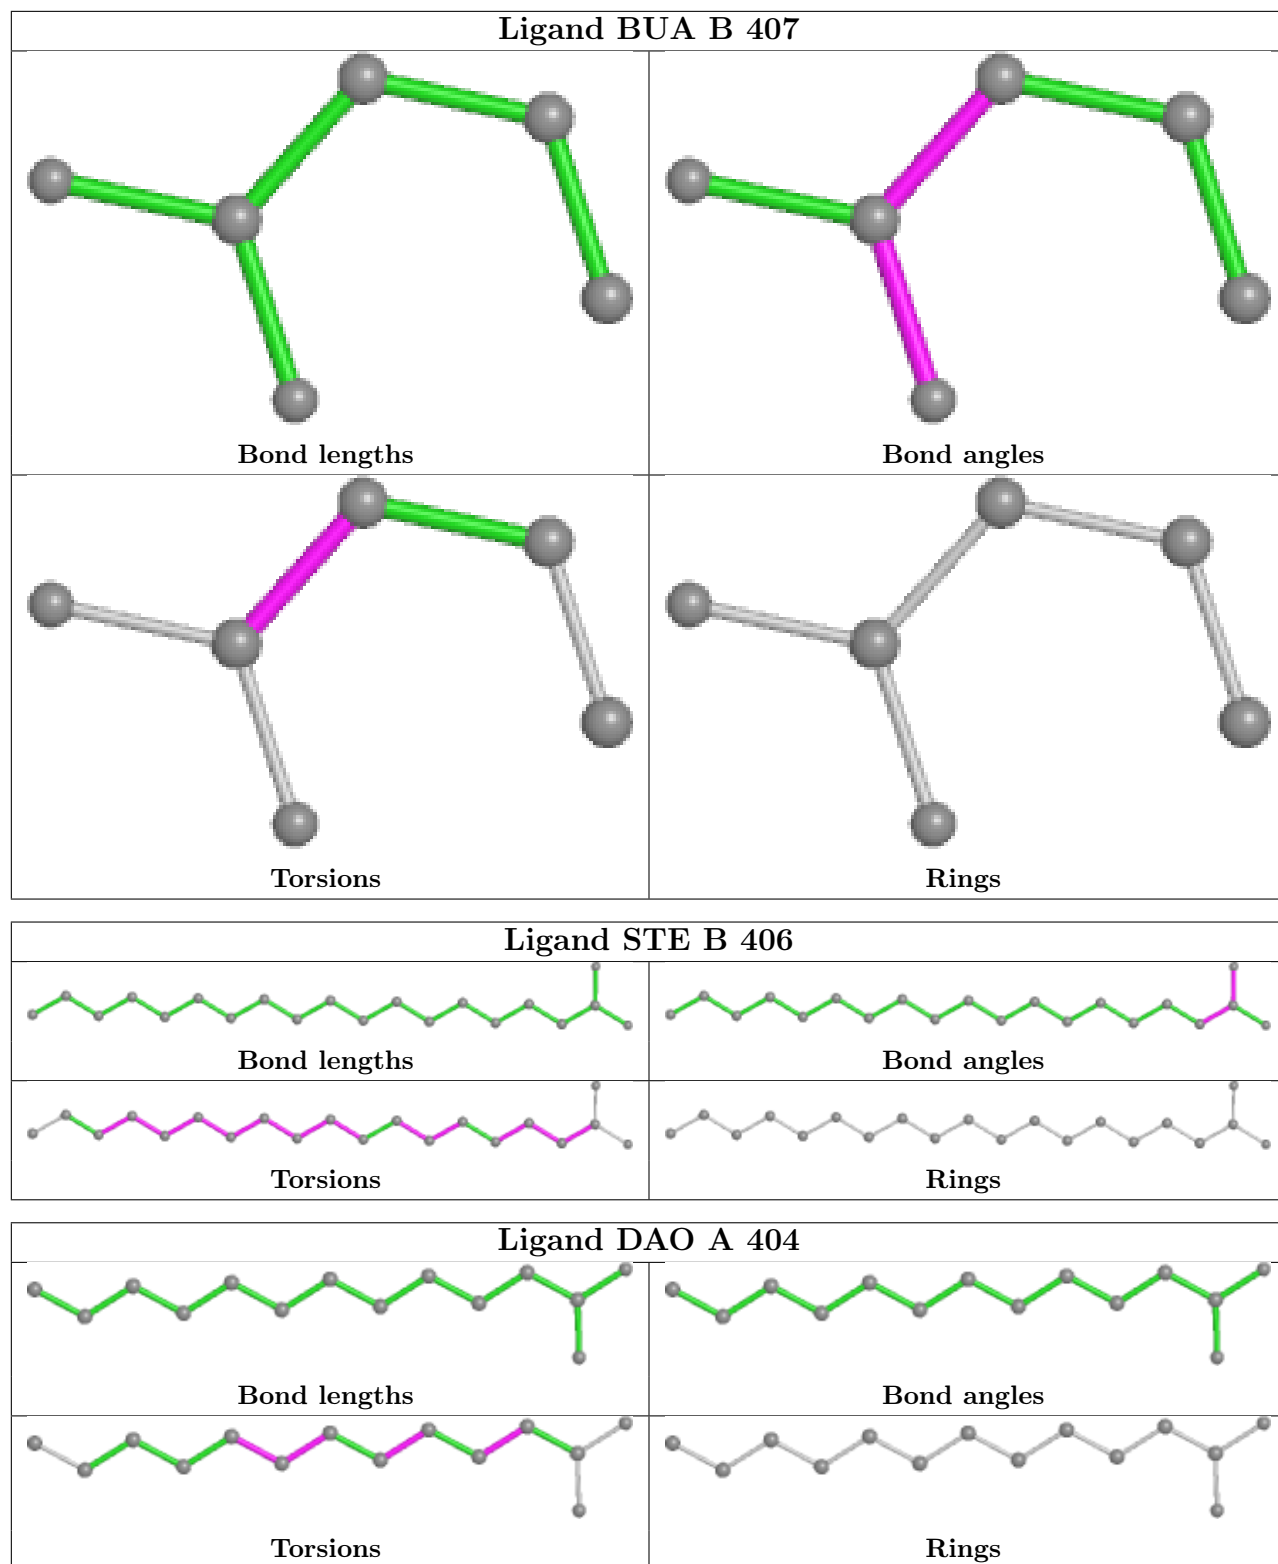 Ligand BUA B 407
Bond lengths
Bond angles
Torsions
Rings
Ligand STE B 406
Bond lengths
Bond angles
Torsions
Rings
Ligand DAO A 404
Bond lengths
Bond angles
Torsions
Rings